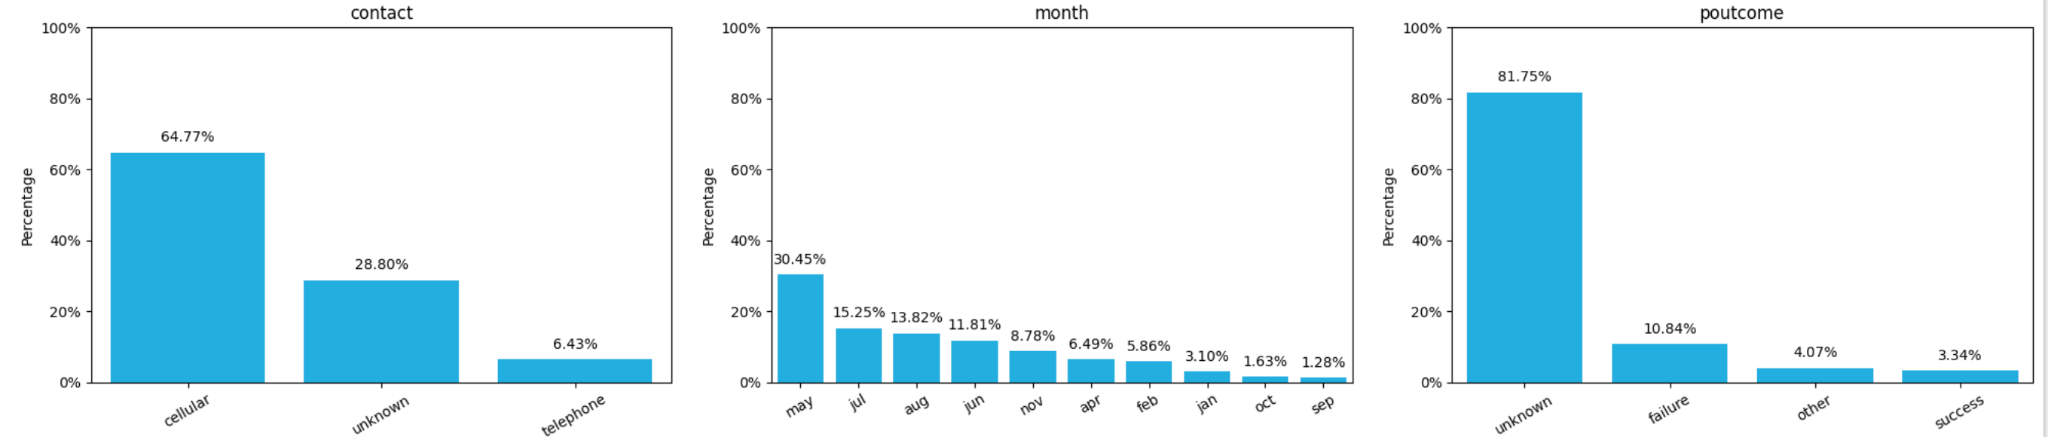 contact
100%
80%
60%
40%
20%
0%
Percentage
64.77%
28.80%
6.43%
cellular
unknown
telephone
month
100%
80%
60%
40%
20%
0%
Percentage
30.45%
15.25%
13.82%
11.81%
8.78%
6.49%
5.86%
3.10%
1.63%
1.28%
may
jul
aug
jun
nov
apr
feb
jan
oct
sep
poutcome
100%
80%
60%
40%
20%
0%
Percentage
81.75%
10.84%
4.07%
3.34%
unknown
failure
other
success